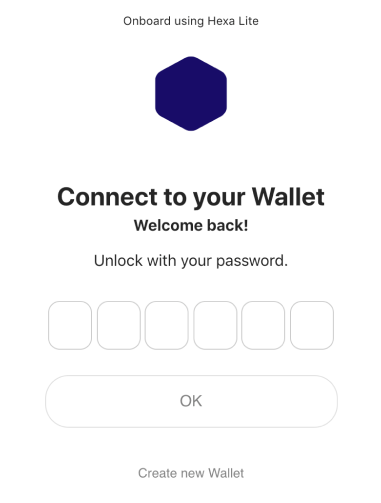 Onboard using Hexa Lite
Connect to your Wallet
Welcome back!
Unlock with your password.
OK
Create new Wallet